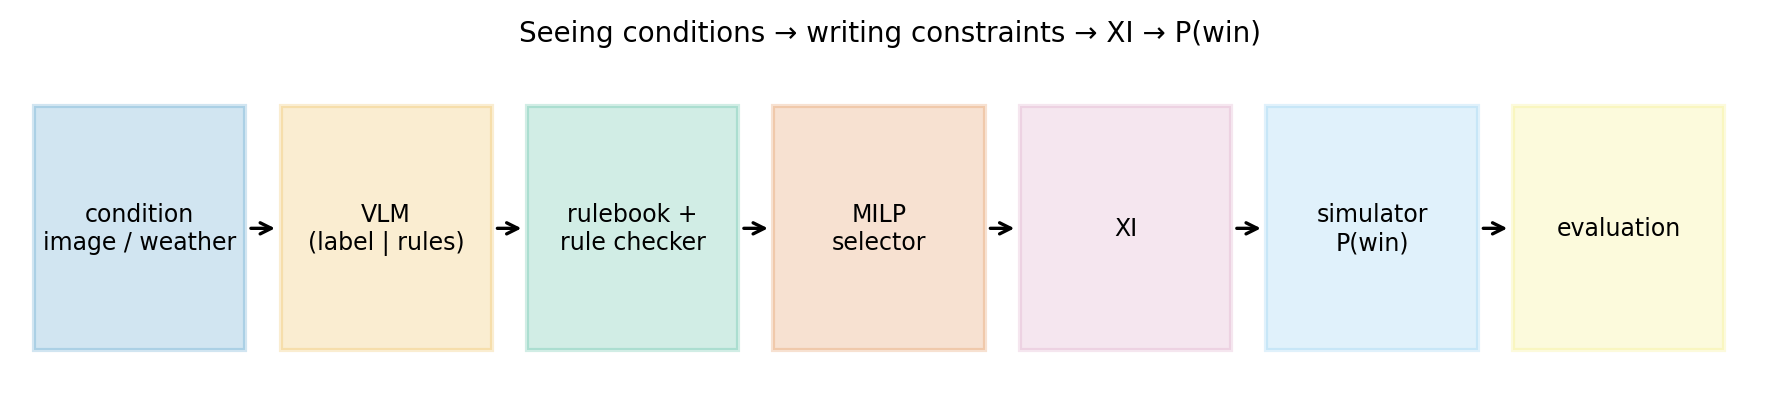 Seeing conditions → writing constraints → XI → P(win)
condition
image / weather
VLM
(label | rules)
rulebook +
rule checker
MILP
selector
XI
simulator
P(win)
evaluation